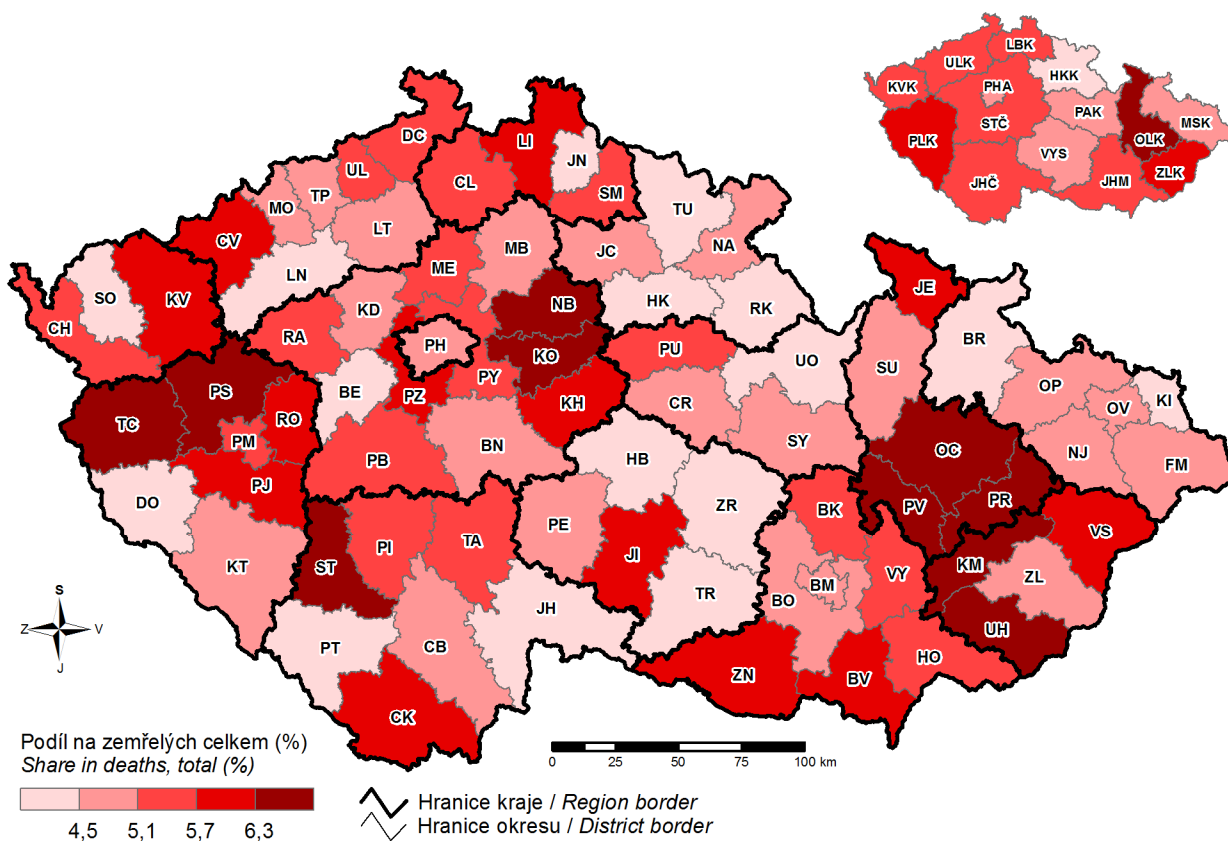 LBK
ULK
HKK
KVK
PHA
PAK
STČ
MSK
PLK
OLK
VYS
ZLK
JHČ
JHM
DC
LI
JN
UL
CL
SM
TP
MO
TU
CV
LT
MB
JC
NA
ME
LN
SO
KV
JE
NB
HK
RK
KD
CH
RA
BR
PH
KO
PU
UO
SU
OP
KI
PS
BE
PZ
PY
OV
KH
CR
TC
RO
PM
SY
OC
NJ
FM
PB
BN
HB
PJ
DO
ZR
PV
PR
BK
VS
PE
TA
PI
JI
ST
KT
KM
VY
ZL
BM
BO
TR
JH
UH
PT
CB
HO
ZN
BV
CK
S
Z V
J
Podíl na zemřelých celkem (%)
Share in deaths, total (%)
4,5 5,1 5,7 6,3
0 25 50 75 100 km
Hranice kraje / Region border
Hranice okresu / District border